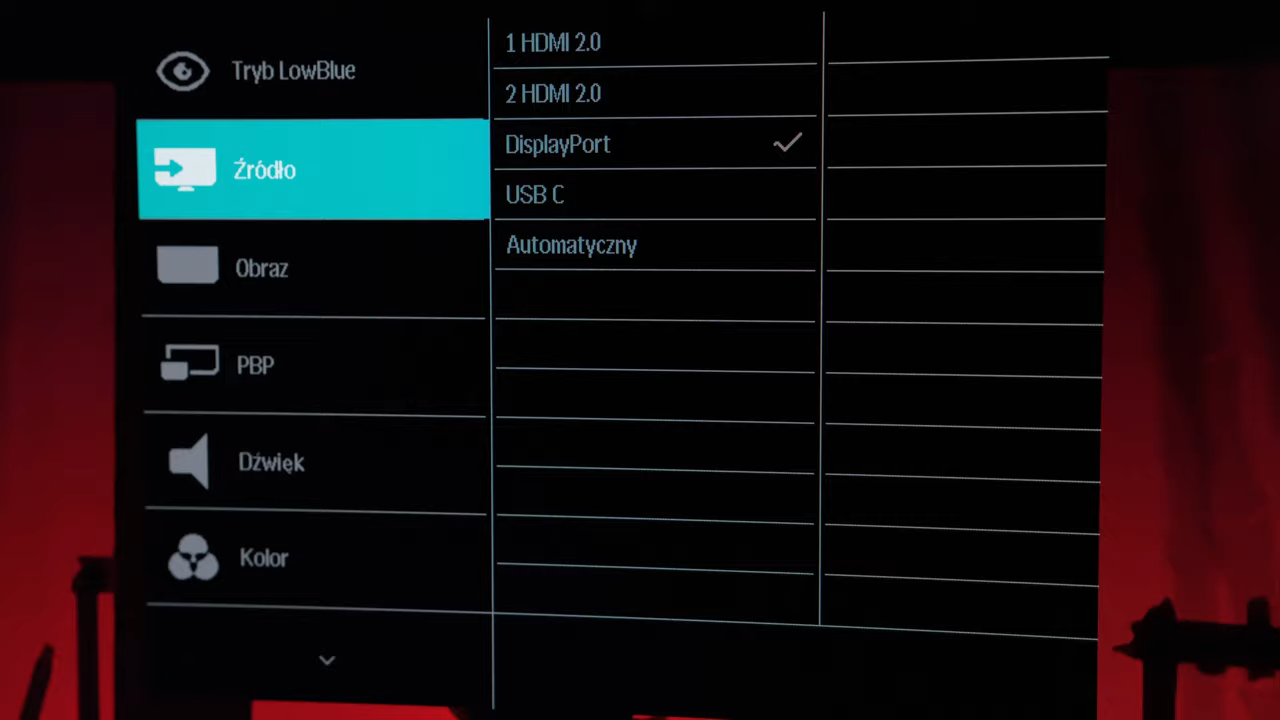 Tryb LowBlue
Źródło
Obraz
PBP
Dźwięk
Kolor
1 HDMI 2.0
2 HDMI 2.0
DisplayPort
USB C
Automatyczny